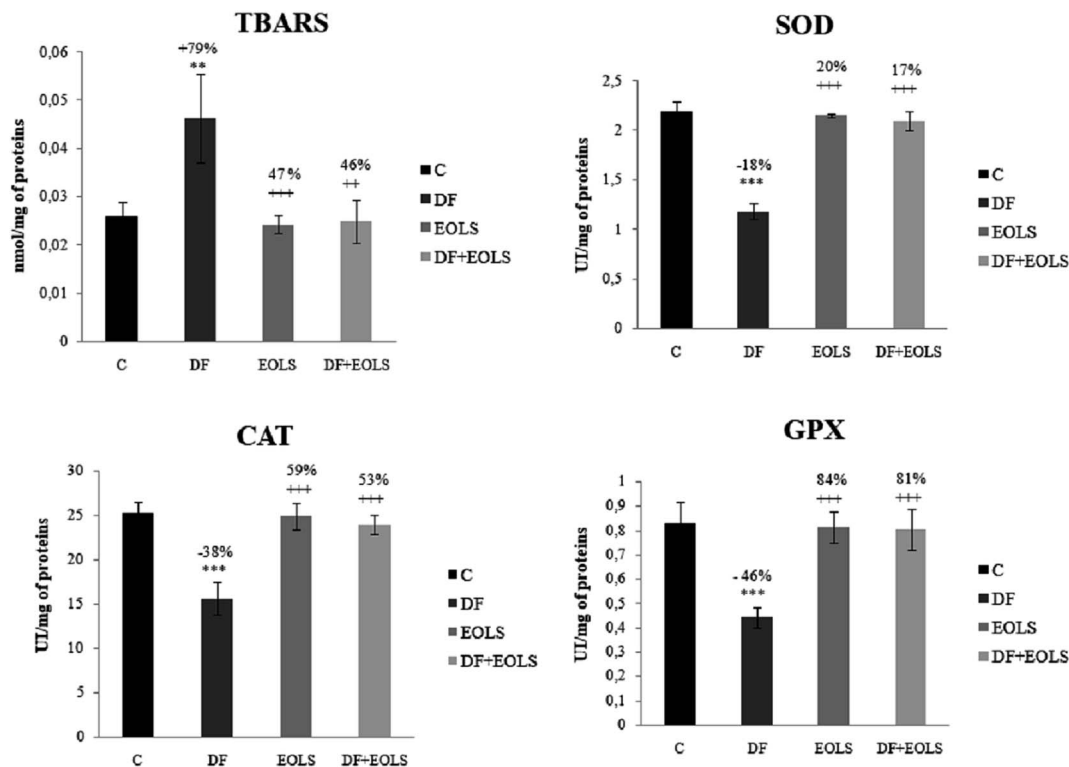 TBARS
nmol/mg of proteins
0,06
0,05
0,04
0,03
0,02
0,01
0
+79%
**
47%
+++
46%
++
C
DF
EOLS
DF+EOLS
C
DF
EOLS
DF+EOLS
SOD
UI/mg of proteins
2,5
2
1,5
1
0,5
0
-18%
***
20%
+++
17%
+++
C
DF
EOLS
DF+EOLS
C
DF
EOLS
DF+EOLS
CAT
UI/mg of proteins
30
25
20
15
10
5
0
-38%
***
59%
+++
53%
+++
C
DF
EOLS
DF+EOLS
C
DF
EOLS
DF+EOLS
GPX
UI/mg of proteins
1
0,9
0,8
0,7
0,6
0,5
0,4
0,3
0,2
0,1
0
- 46%
***
84%
+++
81%
+++
C
DF
EOLS
DF+EOLS
C
DF
EOLS
DF+EOLS